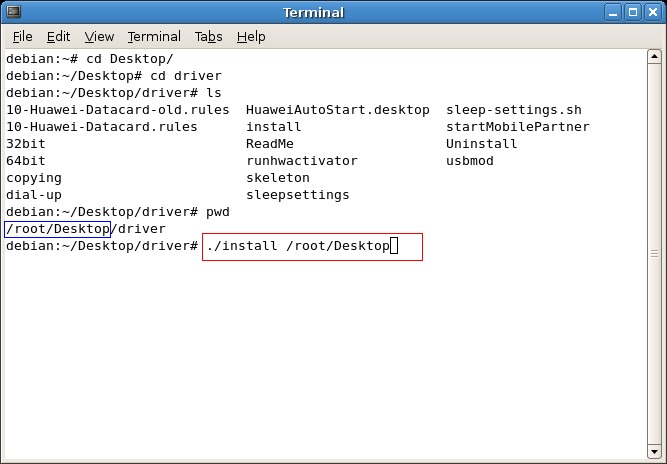 Terminal
File Edit View Terminal Tabs Help
debian:~# cd Desktop/
debian:~/Desktop# cd driver
debian:~/Desktop/driver# ls
10-Huawei-Datacard-old.rules  HuaweiAutoStart.desktop  sleep-settings.sh
10-Huawei-Datacard.rules      install                  startMobilePartner
32bit                         ReadMe                   Uninstall
64bit                         runhwactivator           usbmod
copying                       skeleton
dial-up                       sleepsettings
debian:~/Desktop/driver# pwd
/root/Desktop/driver
debian:~/Desktop/driver# ./install /root/Desktop